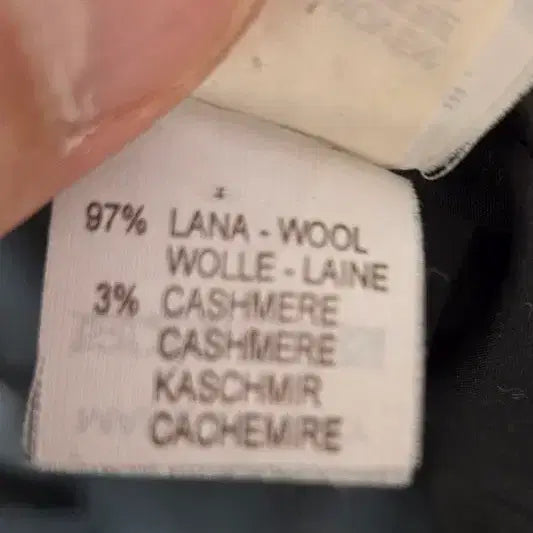 97% LANA - WOOL
WOLLE - LAINE
3% CASHMERE
CASHMERE
KASCHMIR
CACHEMIRE